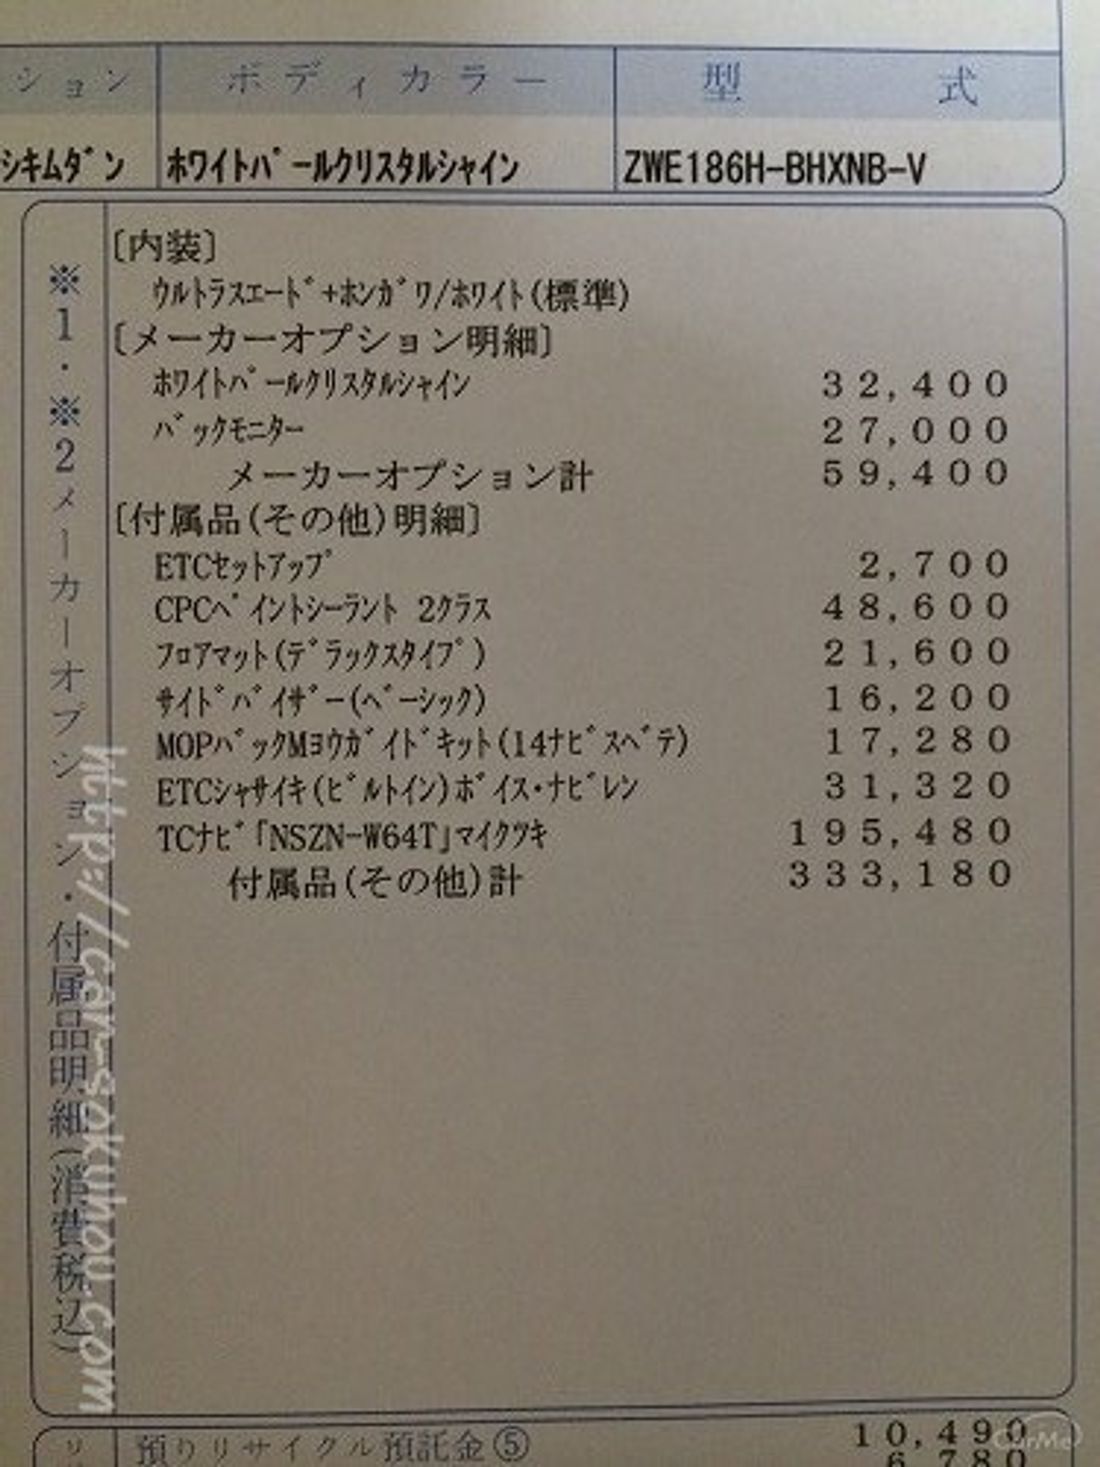 ション ボディカラー 型 式
シキムダン ホワイトパールクリスタルシャイン ZWE186H-BHXNB-V
※1・※2メーカーオプション・付属品明細(消費税込)
[内装]
ウルトラスエード+ホンガワ/ホワイト(標準)
[メーカーオプション明細]
ホワイトパールクリスタルシャイン 32,400
バックモニター 27,000
メーカーオプション計 59,400
[付属品(その他)明細]
ETCセットアップ 2,700
CPCペイントシーラント 2クラス 48,600
フロアマット(デラックスタイプ) 21,600
サイドバイザー(ベーシック) 16,200
MOPバックMヨウガイドキット(14ナビスベテ) 17,280
ETCシャサイキ(ビルトイン)ボイス・ナビレン 31,320
TCナビ「NSZN-W64T」マイクツキ 195,480
付属品(その他)計 333,180
預りリサイクル預託金⑤ 10,490
6,780
http://car-sokuhou.com
CarMe